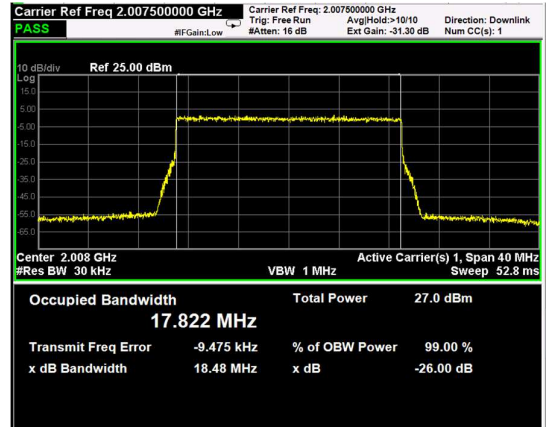 Carrier Ref Freq 2.007500000 GHz
Carrier Ref Freq: 2.007500000 GHz
PASS
#IFGain:Low
Trig: Free Run
Avg|Hold:>10/10
Direction: Downlink
#Atten: 16 dB
Ext Gain: -31.30 dB
Num CC(s): 1
10 dB/div
Ref 25.00 dBm
Log
15.0
5.00
-5.00
-15.0
-25.0
-35.0
-45.0
-55.0
-65.0
Center 2.008 GHz
Active Carrier(s) 1, Span 40 MHz
#Res BW 30 kHz
VBW 1 MHz
Sweep 52.8 ms
Occupied Bandwidth
Total Power 27.0 dBm
17.822 MHz
Transmit Freq Error -9.475 kHz
% of OBW Power 99.00 %
x dB Bandwidth 18.48 MHz
x dB -26.00 dB